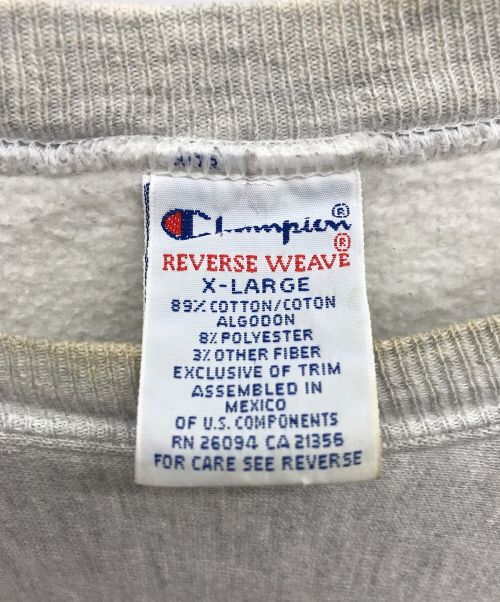 Champion®
REVERSE WEAVE®
X-LARGE
89% COTTON/COTON
ALGODON
8% POLYESTER
3% OTHER FIBER
EXCLUSIVE OF TRIM
ASSEMBLED IN
MEXICO
OF U.S. COMPONENTS
RN 26094 CA 21356
FOR CARE SEE REVERSE